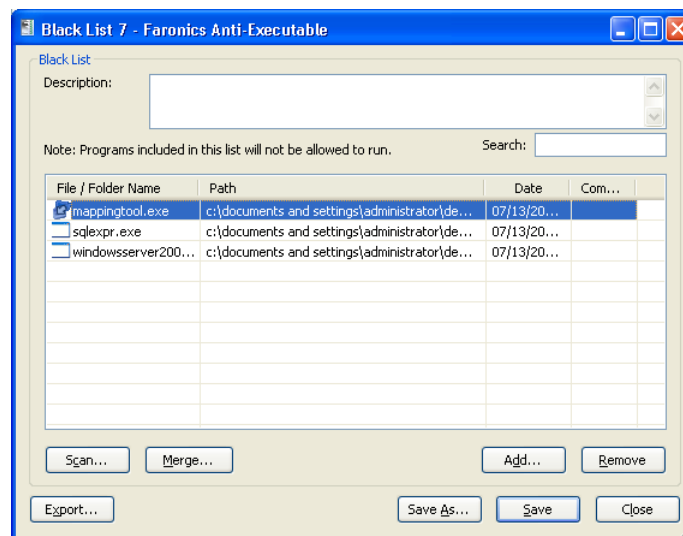 Black List 7 - Faronics Anti-Executable
Black List
Description:
Note: Programs included in this list will not be allowed to run.
Search:
File / Folder Name Path Date Com...
mappingtool.exe c:\documents and settings\administrator\de... 07/13/20...
sqlexpr.exe c:\documents and settings\administrator\de... 07/13/20...
windowsserver200... c:\documents and settings\administrator\de... 07/13/20...
Scan... Merge... Add... Remove
Export... Save As... Save Close